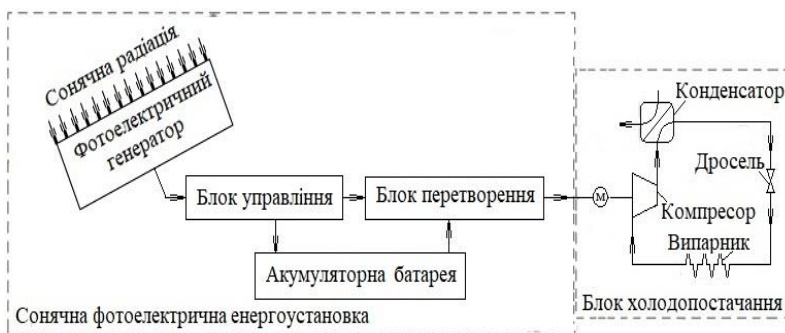 Сонячна радіація
Фотоелектричний
генератор
Блок управління
Блок перетворення
Акумуляторна батарея
Сонячна фотоелектрична енергоустановка
М
Конденсатор
Дросель
Компресор
Випарник
Блок холодопостачання